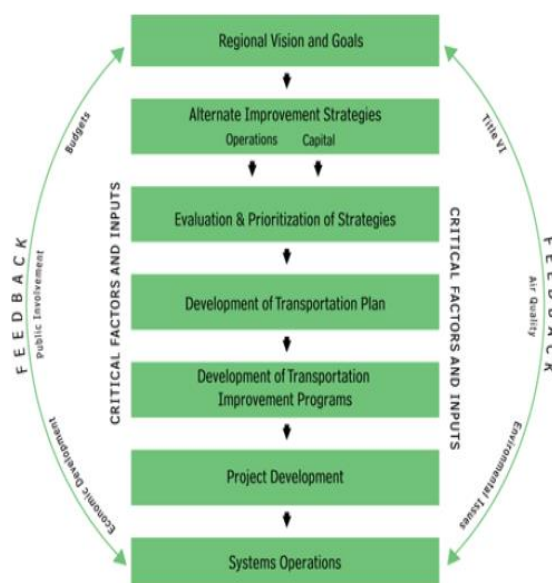 Regional Vision and Goals
Alternate Improvement Strategies
Operations Capital
Evaluation & Prioritization of Strategies
Development of Transportation Plan
Development of Transportation
Improvement Programs
Project Development
Systems Operations
FEEDBACK
Budgets
Public Involvement
Economic Development
CRITICAL FACTORS AND INPUTS
CRITICAL FACTORS AND INPUTS
Title VI
Air Quality
Environmental Issues
FEEDBACK